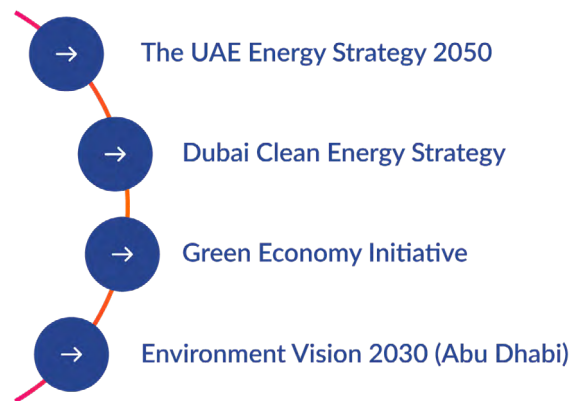 The UAE Energy Strategy 2050
Dubai Clean Energy Strategy
Green Economy Initiative
Environment Vision 2030 (Abu Dhabi)